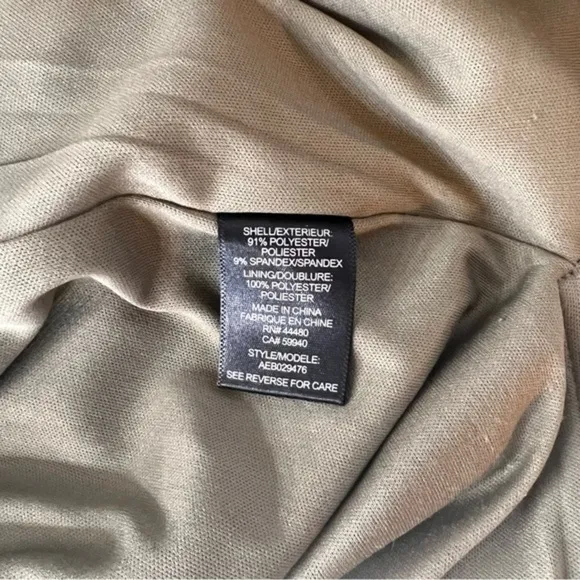 SHELL/EXTERIEUR:
91% POLYESTER/
POLIESTER
9% SPANDEX/SPANDEX
LINING/DOUBLURE:
100% POLYESTER/
POLIESTER
MADE IN CHINA
FABRIQUE EN CHINE
RN# 44480
CA# 59940
STYLE/MODELE:
AEB029476
SEE REVERSE FOR CARE